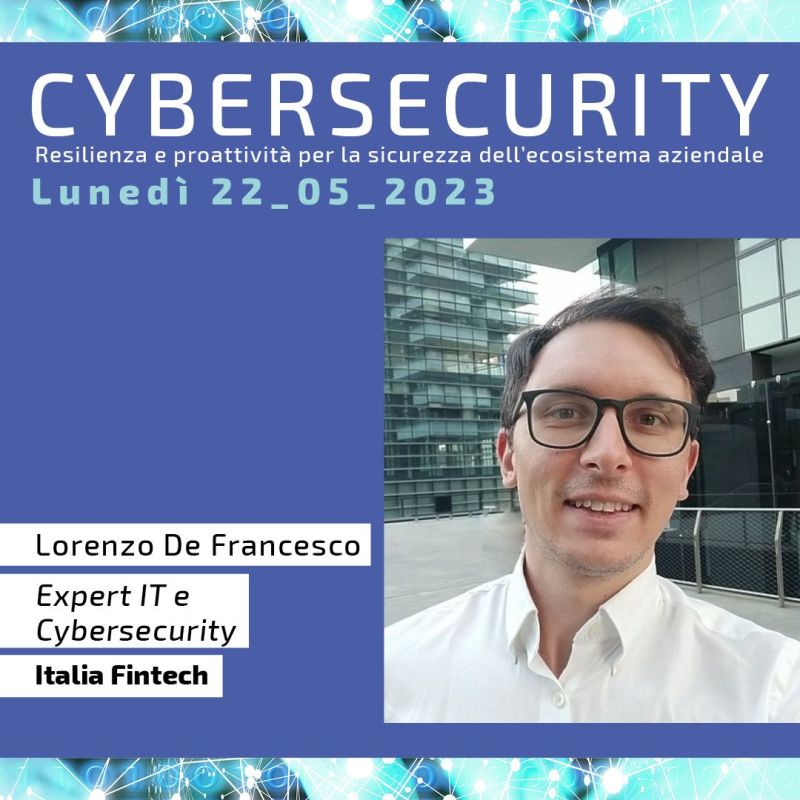 CYBERSECURITY
Resilienza e proattività per la sicurezza dell'ecosistema aziendale
Lunedì 22_05_2023
Lorenzo De Francesco
Expert IT e
Cybersecurity
Italia Fintech